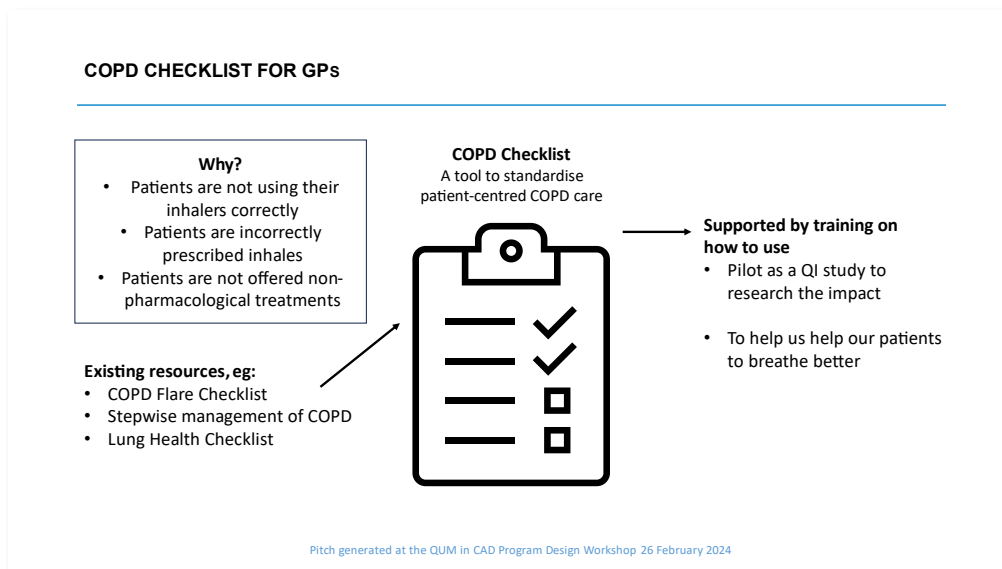 COPD CHECKLIST FOR GPs
Why?
• Patients are not using their
inhalers correctly
• Patients are incorrectly
prescribed inhales
• Patients are not offered non-
pharmacological treatments
Existing resources, eg:
• COPD Flare Checklist
• Stepwise management of COPD
• Lung Health Checklist
COPD Checklist
A tool to standardise
patient-centred COPD care
Supported by training on
how to use
• Pilot as a QI study to
research the impact
• To help us help our patients
to breathe better
Pitch generated at the QUM in CAD Program Design Workshop 26 February 2024